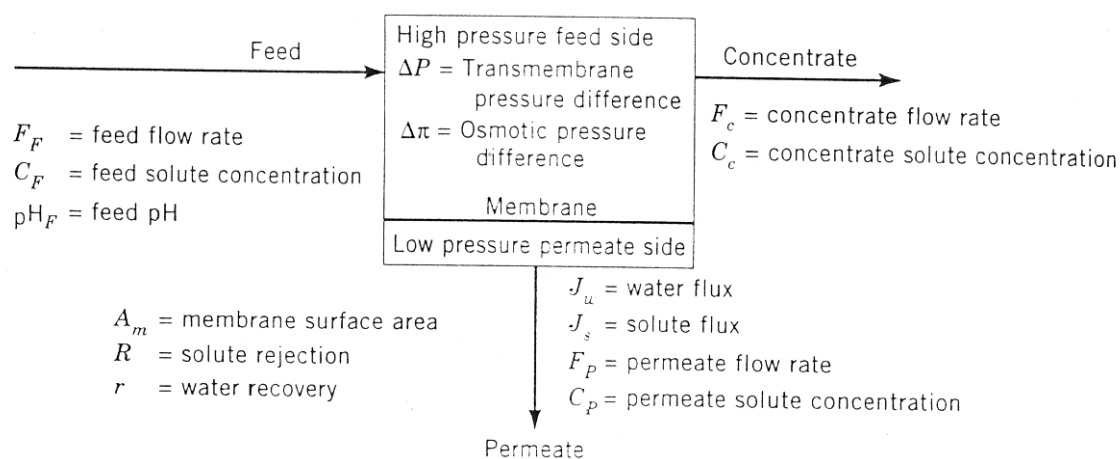 Feed
High pressure feed side
ΔP = Transmembrane
pressure difference
Δπ = Osmotic pressure
difference
Membrane
Low pressure permeate side
Concentrate
F_F = feed flow rate
C_F = feed solute concentration
pH_F = feed pH
F_c = concentrate flow rate
C_c = concentrate solute concentration
A_m = membrane surface area
R = solute rejection
r = water recovery
J_u = water flux
J_s = solute flux
F_P = permeate flow rate
C_P = permeate solute concentration
Permeate